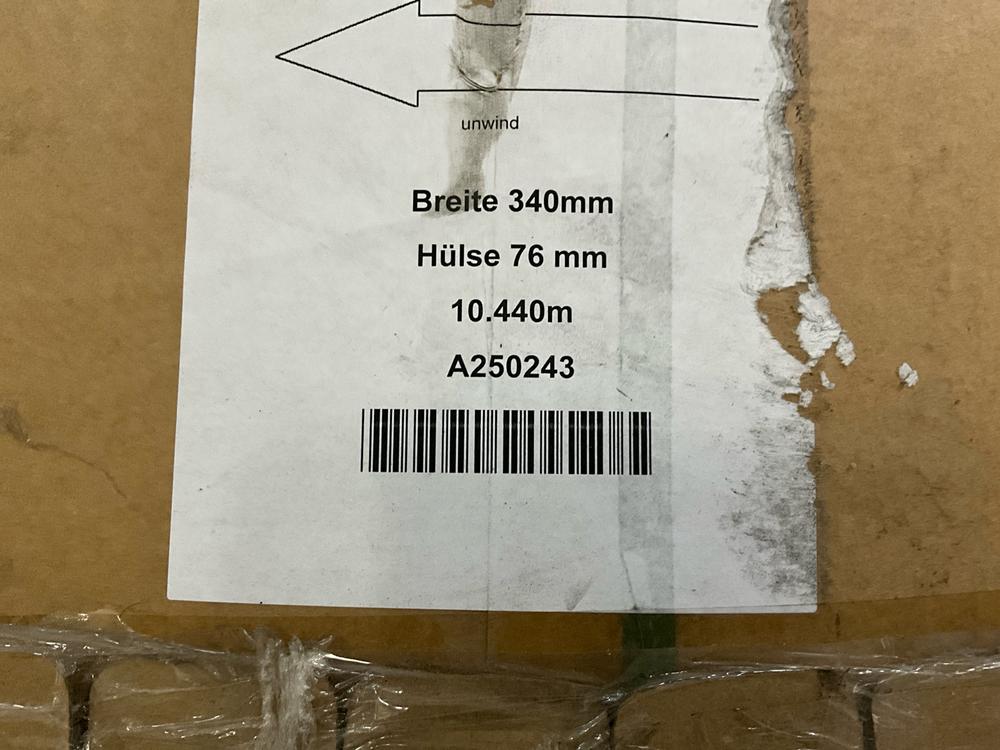 unwind
Breite 340mm
Hülse 76 mm
10.440m
A250243